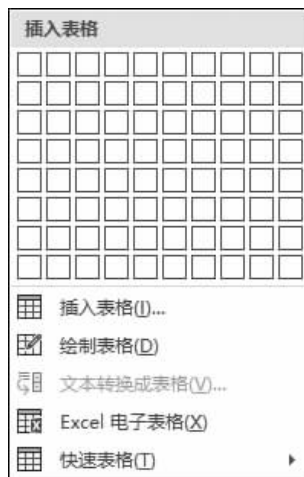 插入表格
插入表格(I)...
绘制表格(D)
文本转换成表格(V)...
Excel 电子表格(X)
快速表格(T)